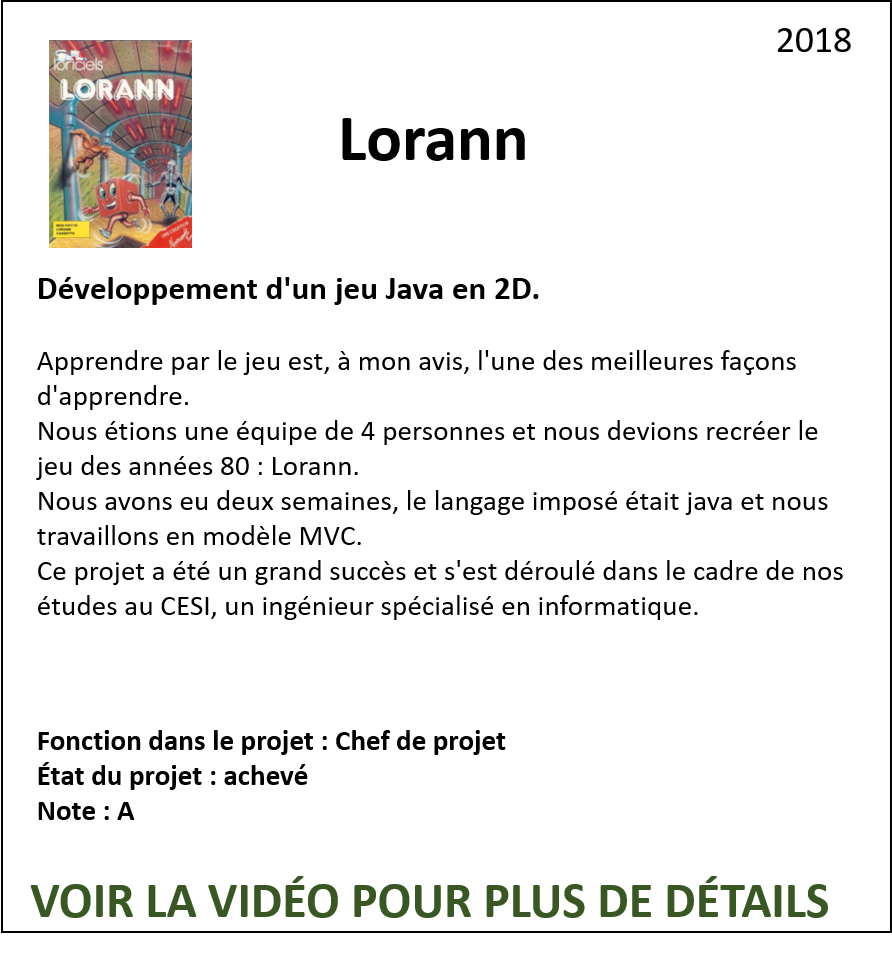 2018
loriciels
LORANN
Lorann
Développement d'un jeu Java en 2D.
Apprendre par le jeu est, à mon avis, l'une des meilleures façons
d'apprendre.
Nous étions une équipe de 4 personnes et nous devions recréer le
jeu des années 80 : Lorann.
Nous avons eu deux semaines, le langage imposé était java et nous
travaillons en modèle MVC.
Ce projet a été un grand succès et s'est déroulé dans le cadre de nos
études au CESI, un ingénieur spécialisé en informatique.
Fonction dans le projet : Chef de projet
État du projet : achevé
Note : A
VOIR LA VIDÉO POUR PLUS DE DÉTAILS